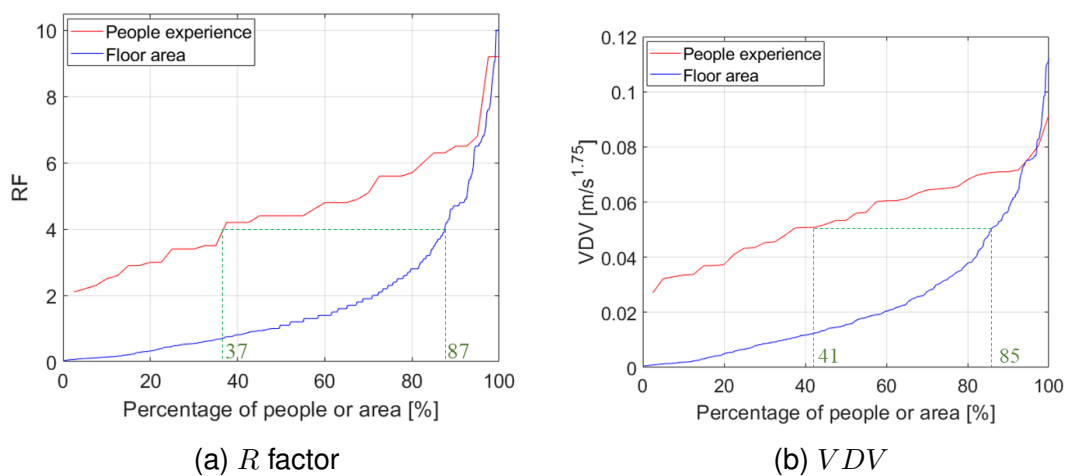 People experience
Floor area
10
8
6
4
2
0
RF
37
87
0
20
40
60
80
100
Percentage of people or area [%]
(a) R factor
People experience
Floor area
0.12
0.1
0.08
0.06
0.04
0.02
0
VDV [m/s^1.75]
41
85
0
20
40
60
80
100
Percentage of people or area [%]
(b) VDV